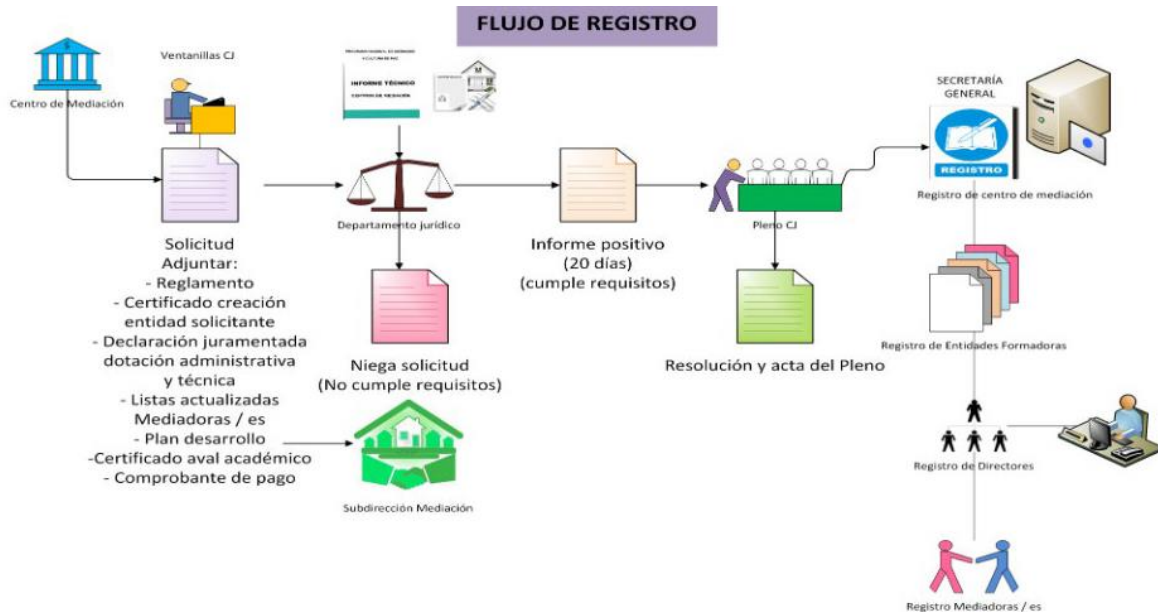 FLUJO DE REGISTRO
Centro de Mediación
Ventanillas CJ
Solicitud
Adjuntar:
- Reglamento
- Certificado creación
entidad solicitante
- Declaración juramentada
dotación administrativa
y técnica
- Listas actualizadas
Mediadoras / es
- Plan desarrollo
-Certificado aval académico
- Comprobante de pago
INFORME TÉCNICO
CENTROS DE MEDIACIÓN
Departamento jurídico
Niega solicitud
(No cumple requisitos)
Subdirección Mediación
Informe positivo
(20 días)
(cumple requisitos)
Pleno CJ
Resolución y acta del Pleno
SECRETARÍA
GENERAL
REGISTRO
Registro de centro de mediación
Registro de Entidades Formadoras
Registro de Directores
Registro Mediadoras / es